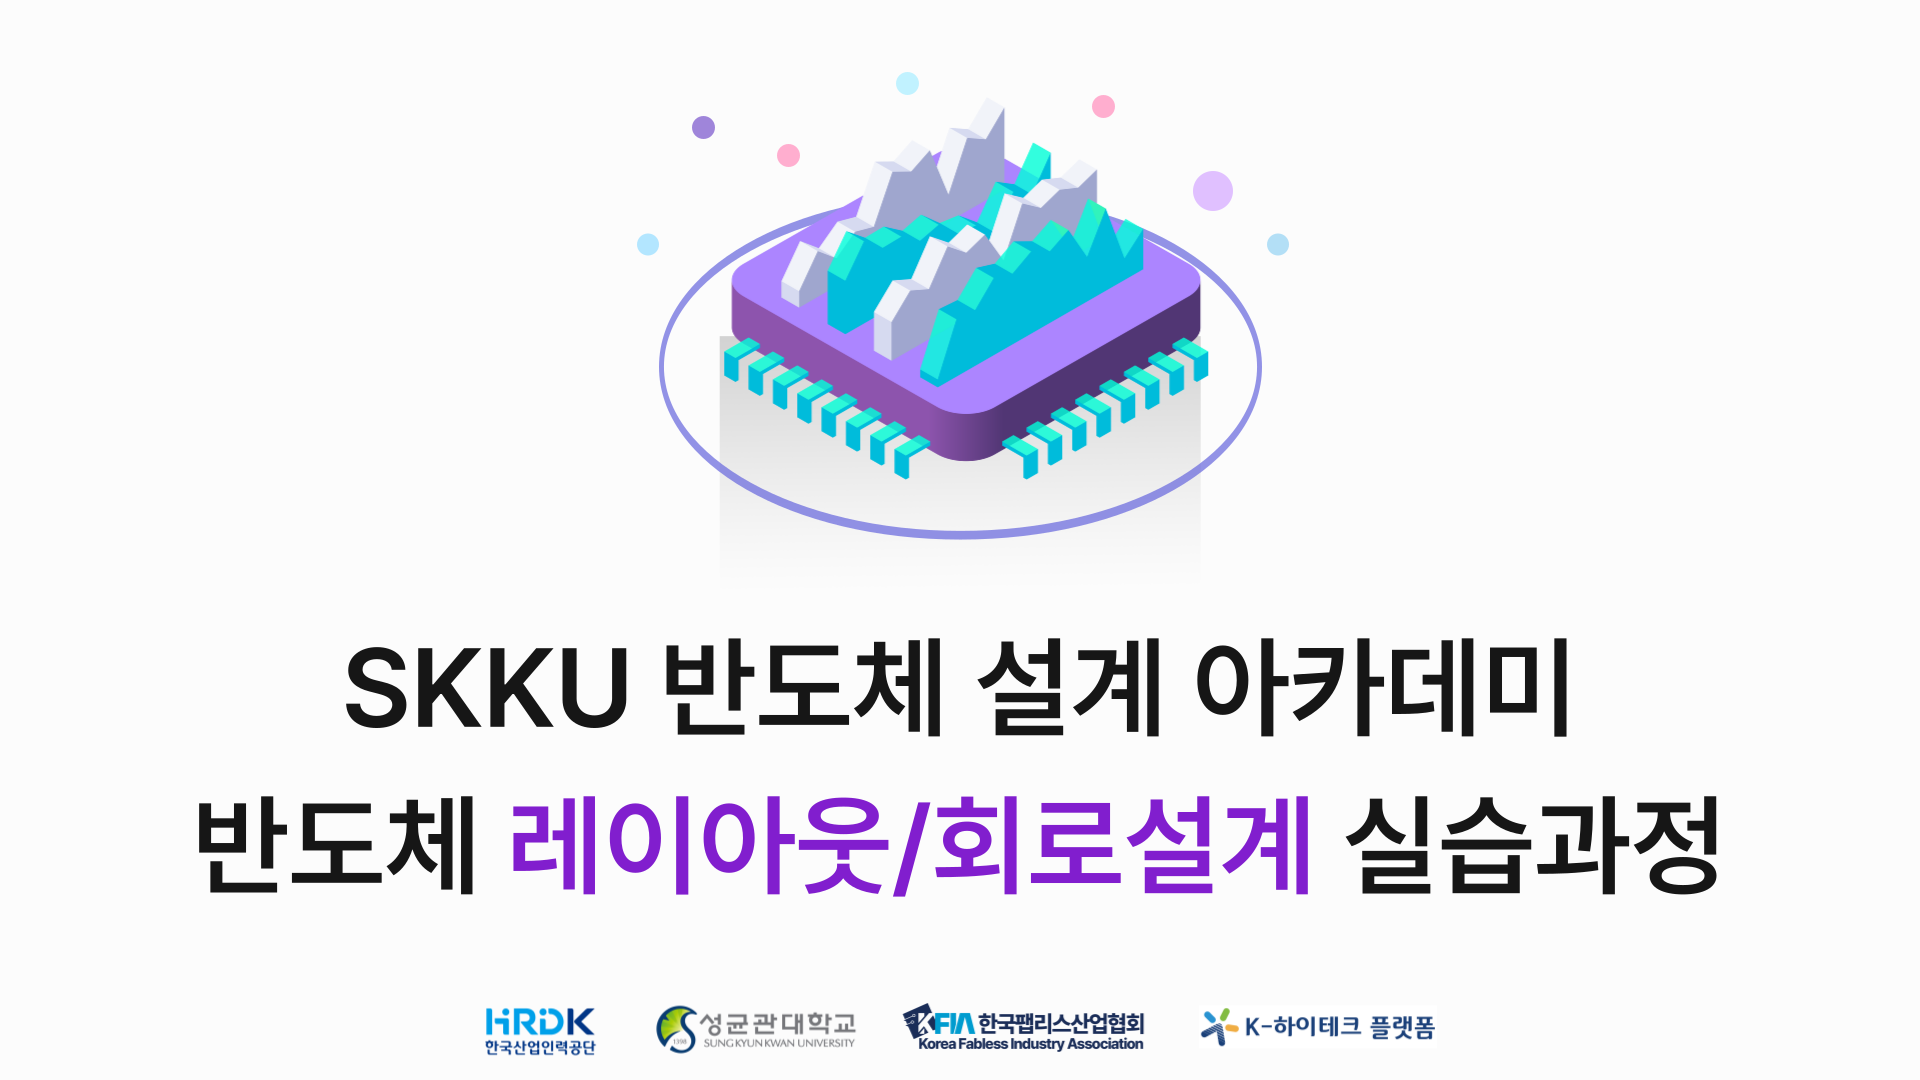 SKKU 반도체 설계 아카데미
반도체 레이아웃/회로설계 실습과정
HRDK
한국산업인력공단
1398
성균관대학교
SUNG KYUN KWAN UNIVERSITY
KFIA 한국팹리스산업협회
Korea Fabless Industry Association
K-하이테크 플랫폼